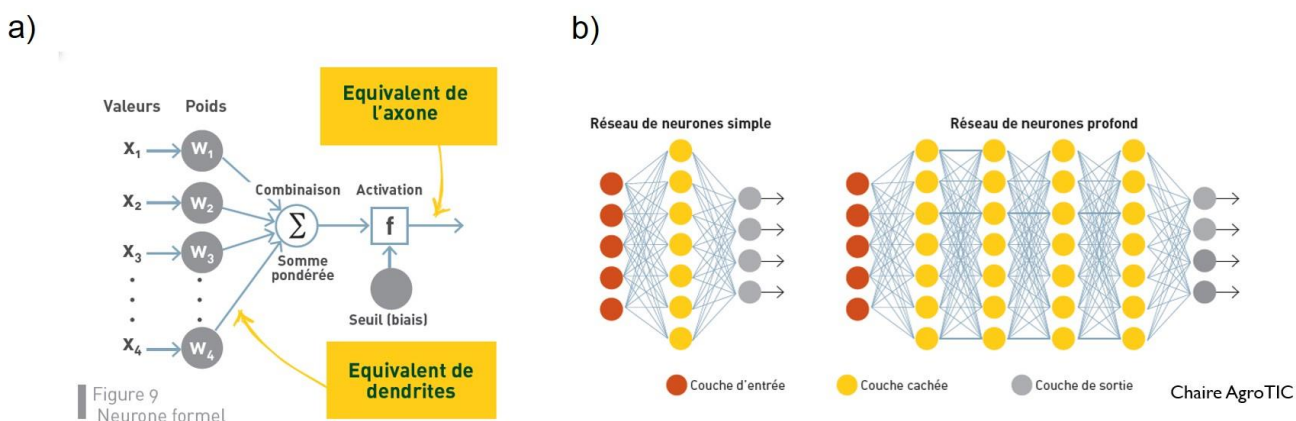 a)
Valeurs Poids
X1 W1
X2 W2
X3 W3
X4 W4
Combinaison
Σ
Somme
pondérée
Activation
f
Seuil (biais)
Equivalent de
l'axone
Equivalent de
dendrites
Figure 9
Neurone formel
b)
Réseau de neurones simple
Réseau de neurones profond
Couche d'entrée
Couche cachée
Couche de sortie
Chaire AgroTIC